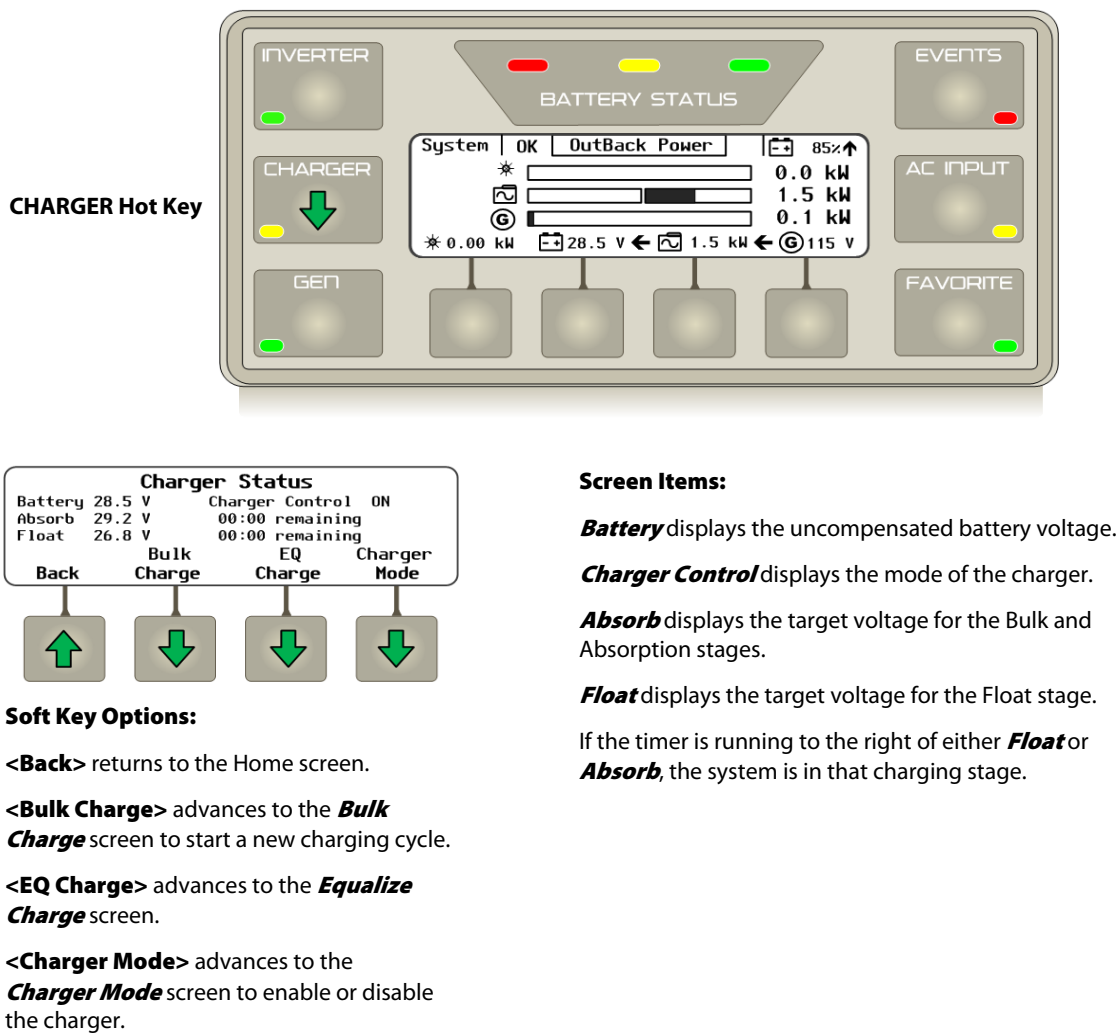 INVERTER
BATTERY STATUS
EVENTS
CHARGER Hot Key
CHARGER
System OK OutBack Power 85%
0.0 kW
1.5 kW
G 0.1 kW
0.00 kW 28.5 V 1.5 kW G 115 V
AC INPUT
GEN
FAVORITE
Charger Status
Battery 28.5 V Charger Control ON
Absorb 29.2 V 00:00 remaining
Float 26.8 V 00:00 remaining
Bulk EQ Charger
Back Charge Charge Mode
Soft Key Options:
<Back> returns to the Home screen.
<Bulk Charge> advances to the Bulk
Charge screen to start a new charging cycle.
<EQ Charge> advances to the Equalize
Charge screen.
<Charger Mode> advances to the
Charger Mode screen to enable or disable
the charger.
Screen Items:
Battery displays the uncompensated battery voltage.
Charger Control displays the mode of the charger.
Absorb displays the target voltage for the Bulk and
Absorption stages.
Float displays the target voltage for the Float stage.
If the timer is running to the right of either Float or
Absorb, the system is in that charging stage.